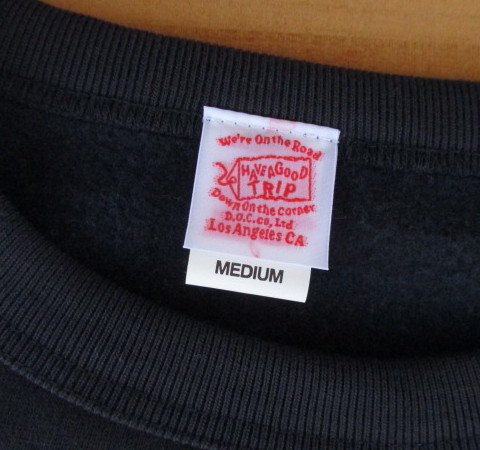 We're On the Road
HAVE A GOOD
TRIP
Down On the Corner
D.O.C.CO, Ltd
Los Angeles CA
MEDIUM